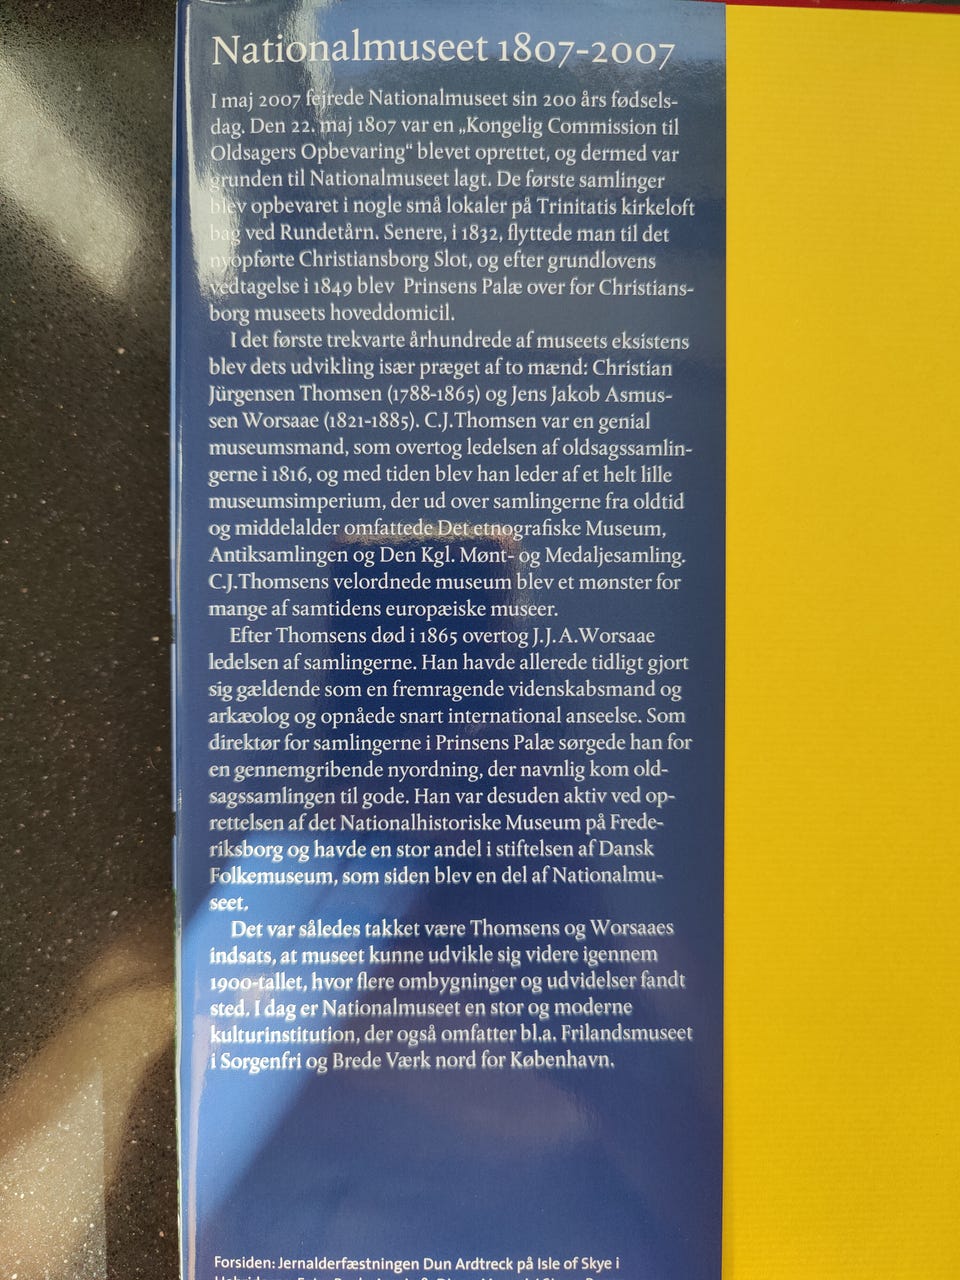 Nationalmuseet 1807-2007
I maj 2007 fejrede Nationalmuseet sin 200 års fødsels-
dag. Den 22. maj 1807 var en „Kongelig Commission til
Oldsagers Opbevaring“ blevet oprettet, og dermed var
grunden til Nationalmuseet lagt. De første samlinger
blev opbevaret i nogle små lokaler på Trinitatis kirkeloft
bag ved Rundetårn. Senere, i 1832, flyttede man til det
nyopførte Christiansborg Slot, og efter grundlovens
vedtagelse i 1849 blev Prinsens Palæ over for Christians-
borg museets hoveddomicil.
I det første trekvarte århundrede af museets eksistens
blev dets udvikling især præget af to mænd: Christian
Jürgensen Thomsen (1788-1865) og Jens Jakob Asmus-
sen Worsaae (1821-1885). C.J.Thomsen var en genial
museumsmand, som overtog ledelsen af oldsagssamlin-
gerne i 1816, og med tiden blev han leder af et helt lille
museumsimperium, der ud over samlingerne fra oldtid
og middelalder omfattede Det etnografiske Museum,
Antiksamlingen og Den Kgl. Mønt- og Medaljesamling.
C.J.Thomsens velordnede museum blev et mønster for
mange af samtidens europæiske museer.
Efter Thomsens død i 1865 overtog J.J.A.Worsaae
ledelsen af samlingerne. Han havde allerede tidligt gjort
sig gældende som en fremragende videnskabsmand og
arkæolog og opnåede snart international anseelse. Som
direktør for samlingerne i Prinsens Palæ sørgede han for
en gennemgribende nyordning, der navnlig kom old-
sagssamlingen til gode. Han var desuden aktiv ved op-
rettelsen af det Nationalhistoriske Museum på Frede-
riksborg og havde en stor andel i stiftelsen af Dansk
Folkemuseum, som siden blev en del af Nationalmu-
seet.
Det var således takket være Thomsens og Worsaaes
indsats, at museet kunne udvikle sig videre igennem
1900-tallet, hvor flere ombygninger og udvidelser fandt
sted. I dag er Nationalmuseet en stor og moderne
kulturinstitution, der også omfatter bl.a. Frilandsmuseet
i Sorgenfri og Brede Værk nord for København.
Forsiden: Jernalderfæstningen Dun Ardtreck på Isle of Skye i